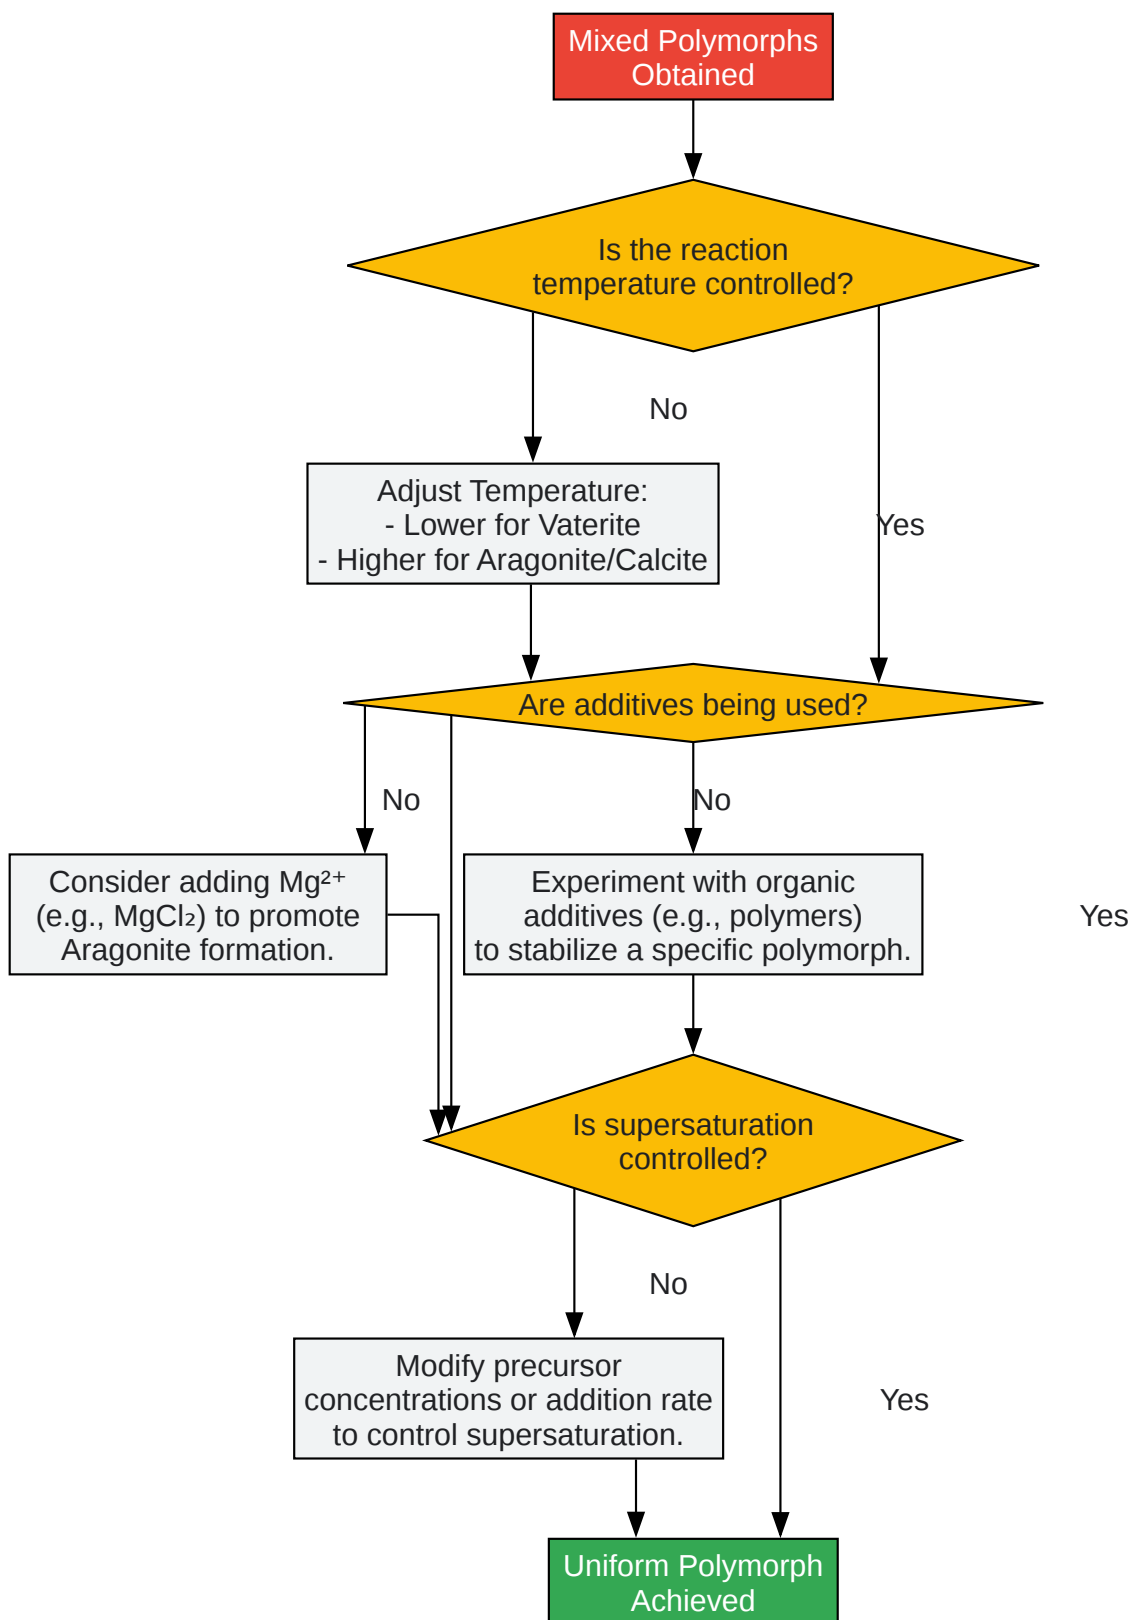 Mixed Polymorphs
Obtained
Is the reaction
temperature controlled?
No
Adjust Temperature:
- Lower for Vaterite
- Higher for Aragonite/Calcite
Yes
Are additives being used?
No
No
Consider adding Mg²⁺
(e.g., MgCl₂) to promote
Aragonite formation.
Experiment with organic
additives (e.g., polymers)
to stabilize a specific polymorph.
Yes
Is supersaturation
controlled?
No
Modify precursor
concentrations or addition rate
to control supersaturation.
Yes
Uniform Polymorph
Achieved